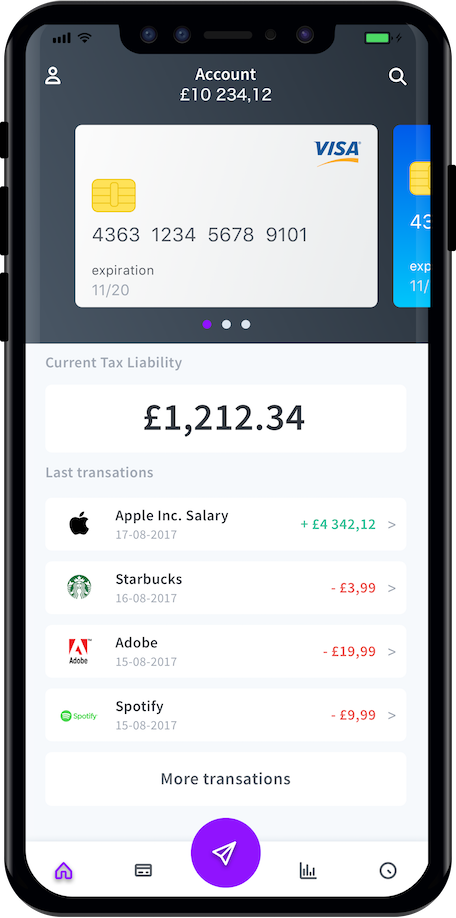 Account
£10 234,12
VISA
4363 1234 5678 9101
43
expiration
exp
11/20
11/
Current Tax Liability
£1,212.34
Last transations
Apple Inc. Salary
+ £4 342,12 >
17-08-2017
Starbucks
- £3,99 >
16-08-2017
Adobe
Adobe
- £19,99 >
15-08-2017
Spotify
Spotify
- £9,99 >
15-08-2017
More transations